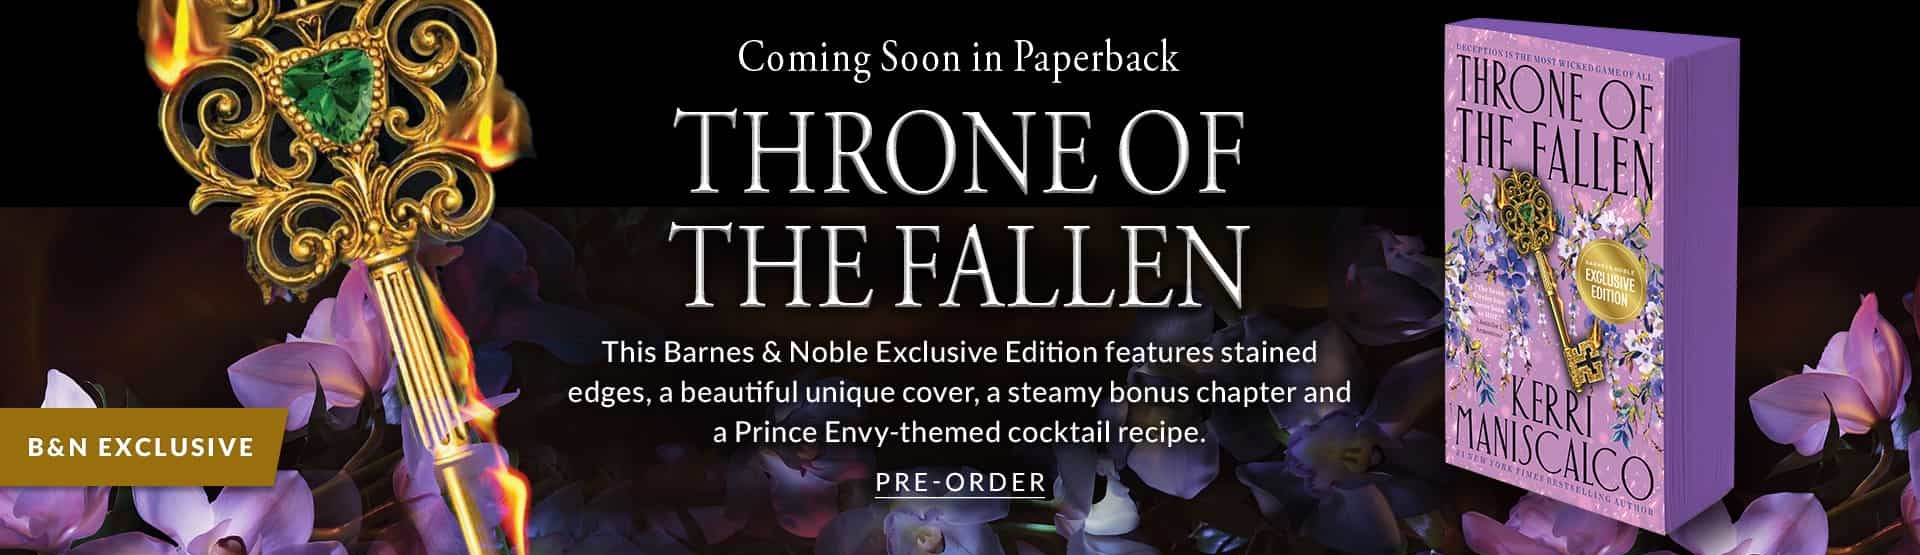 Coming Soon in Paperback
THRONE OF
THE FALLEN
This Barnes & Noble Exclusive Edition features stained
edges, a beautiful unique cover, a steamy bonus chapter and
a Prince Envy-themed cocktail recipe.
PRE-ORDER
B&N EXCLUSIVE
DECEPTION IS THE MOST WICKED GAME OF ALL
THRONE OF
THE FALLEN
BARNES & NOBLE
EXCLUSIVE
EDITION
KERRI
MANISCALCO
#1 NEW YORK TIMES BESTSELLING AUTHOR